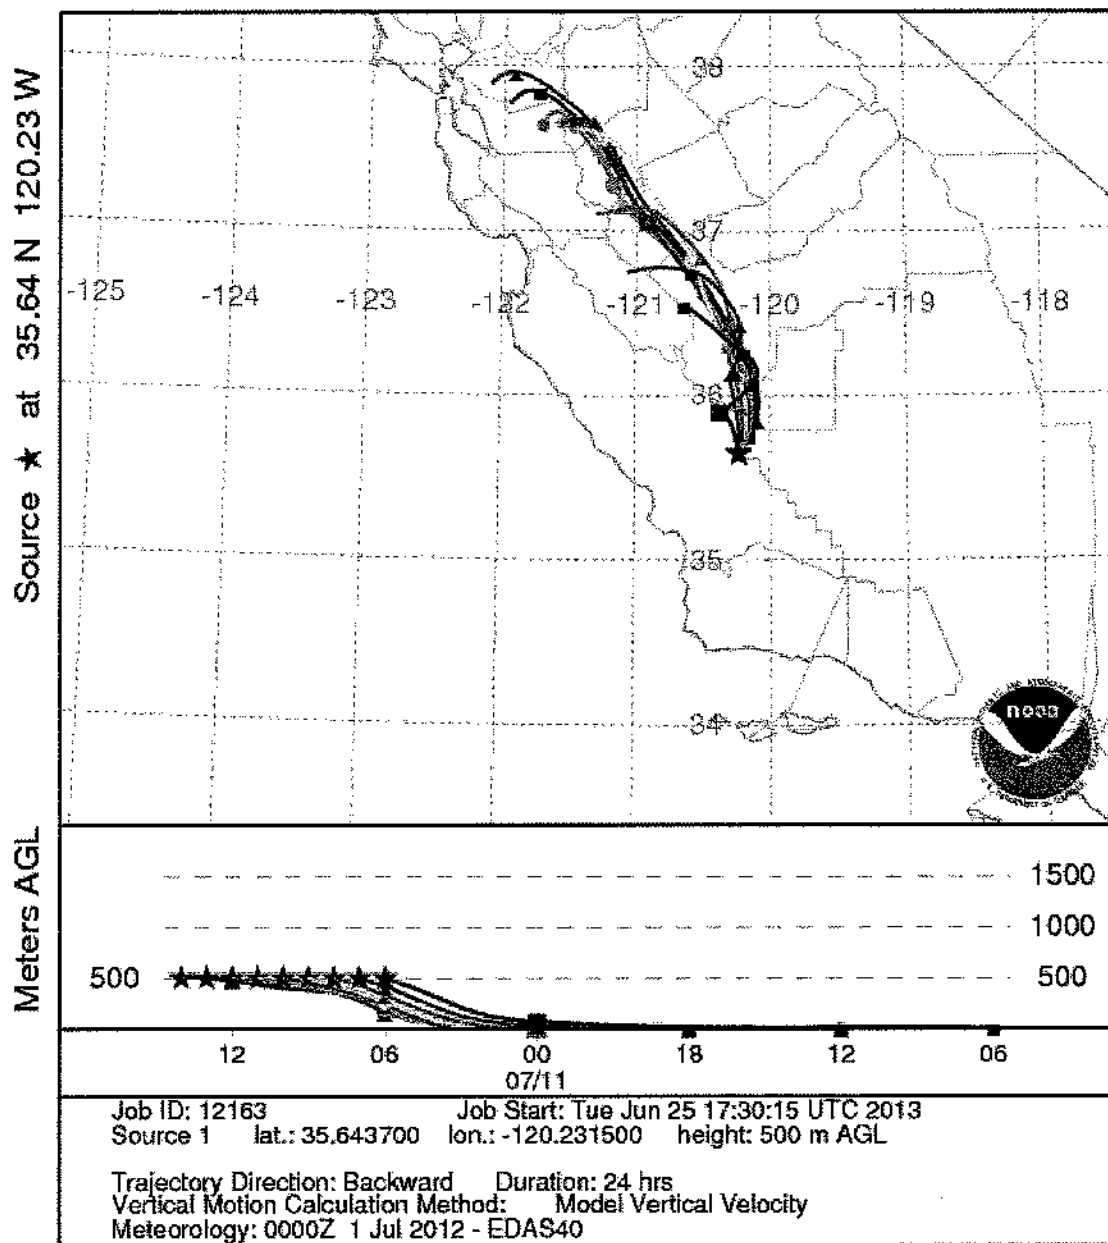 Source ★ at 35.64 N 120.23 W
38
37
-125 -124 -123 -122 -121 -120 -119 -118
36
35
34
noaa
Meters AGL
1500
1000
500 500
12 06 00 18 12 06
07/11
Job ID: 12163 Job Start: Tue Jun 25 17:30:15 UTC 2013
Source 1 lat.: 35.643700 lon.: -120.231500 height: 500 m AGL
Trajectory Direction: Backward Duration: 24 hrs
Vertical Motion Calculation Method: Model Vertical Velocity
Meteorology: 0000Z 1 Jul 2012 - EDAS40